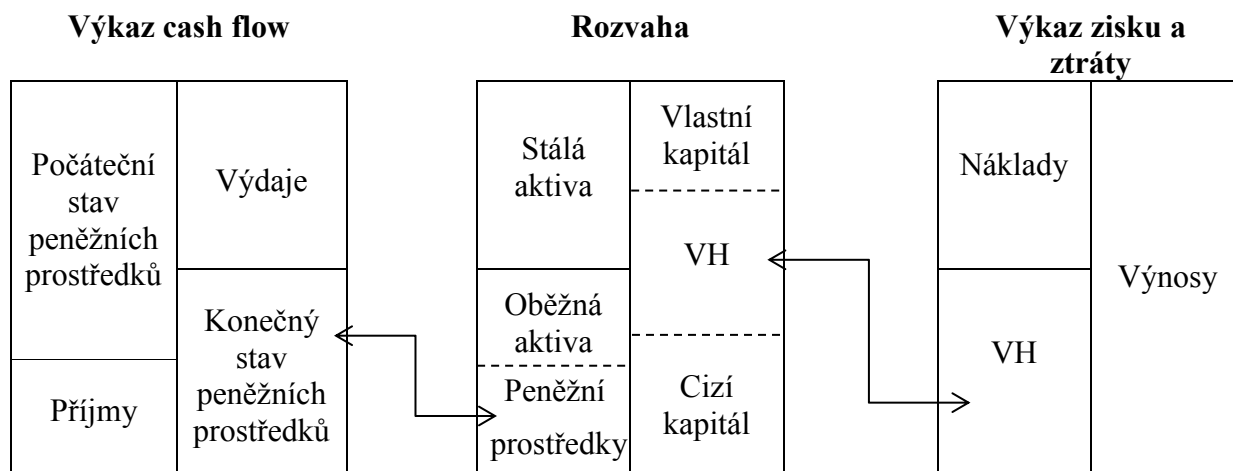 Výkaz cash flow
Rozvaha
Výkaz zisku a
ztráty
Počáteční
stav
peněžních
prostředků
Příjmy
Výdaje
Konečný
stav
peněžních
prostředků
Stálá
aktiva
Oběžná
aktiva
Peněžní
prostředky
Vlastní
kapitál
VH
Cizí
kapitál
Náklady
VH
Výnosy